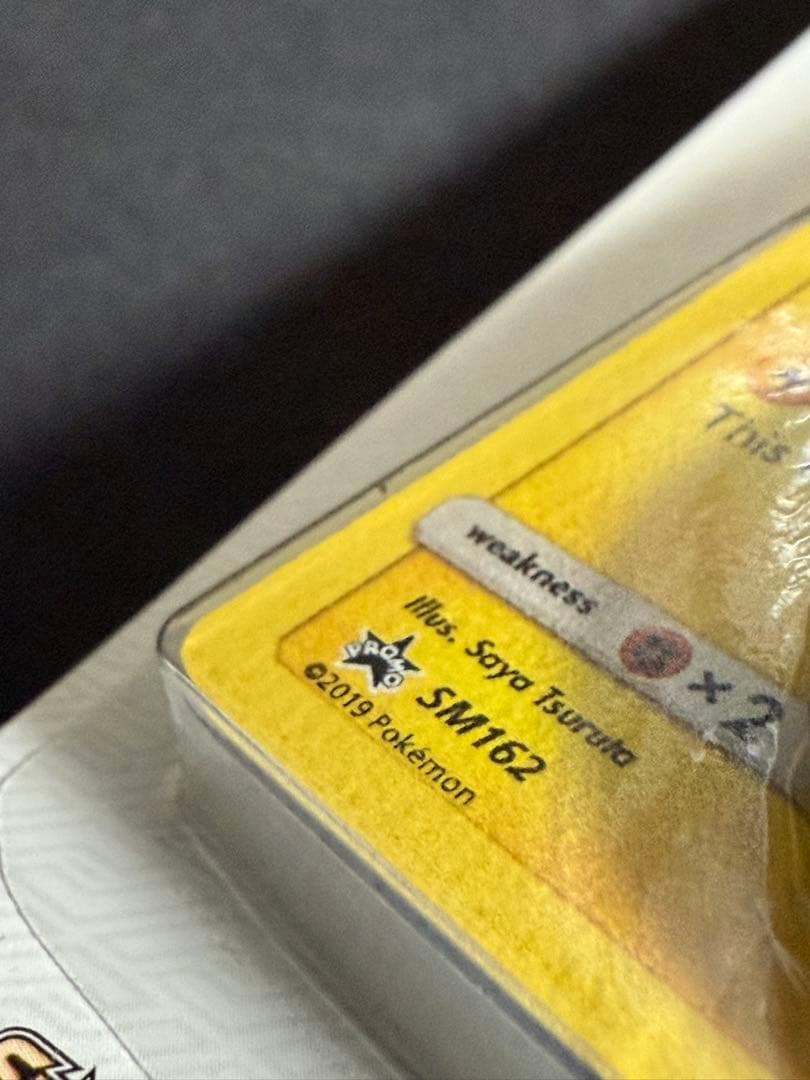 This
weakness
×2
Illus. Saya Tsuruta
PROMO
SM162
©2019 Pokémon